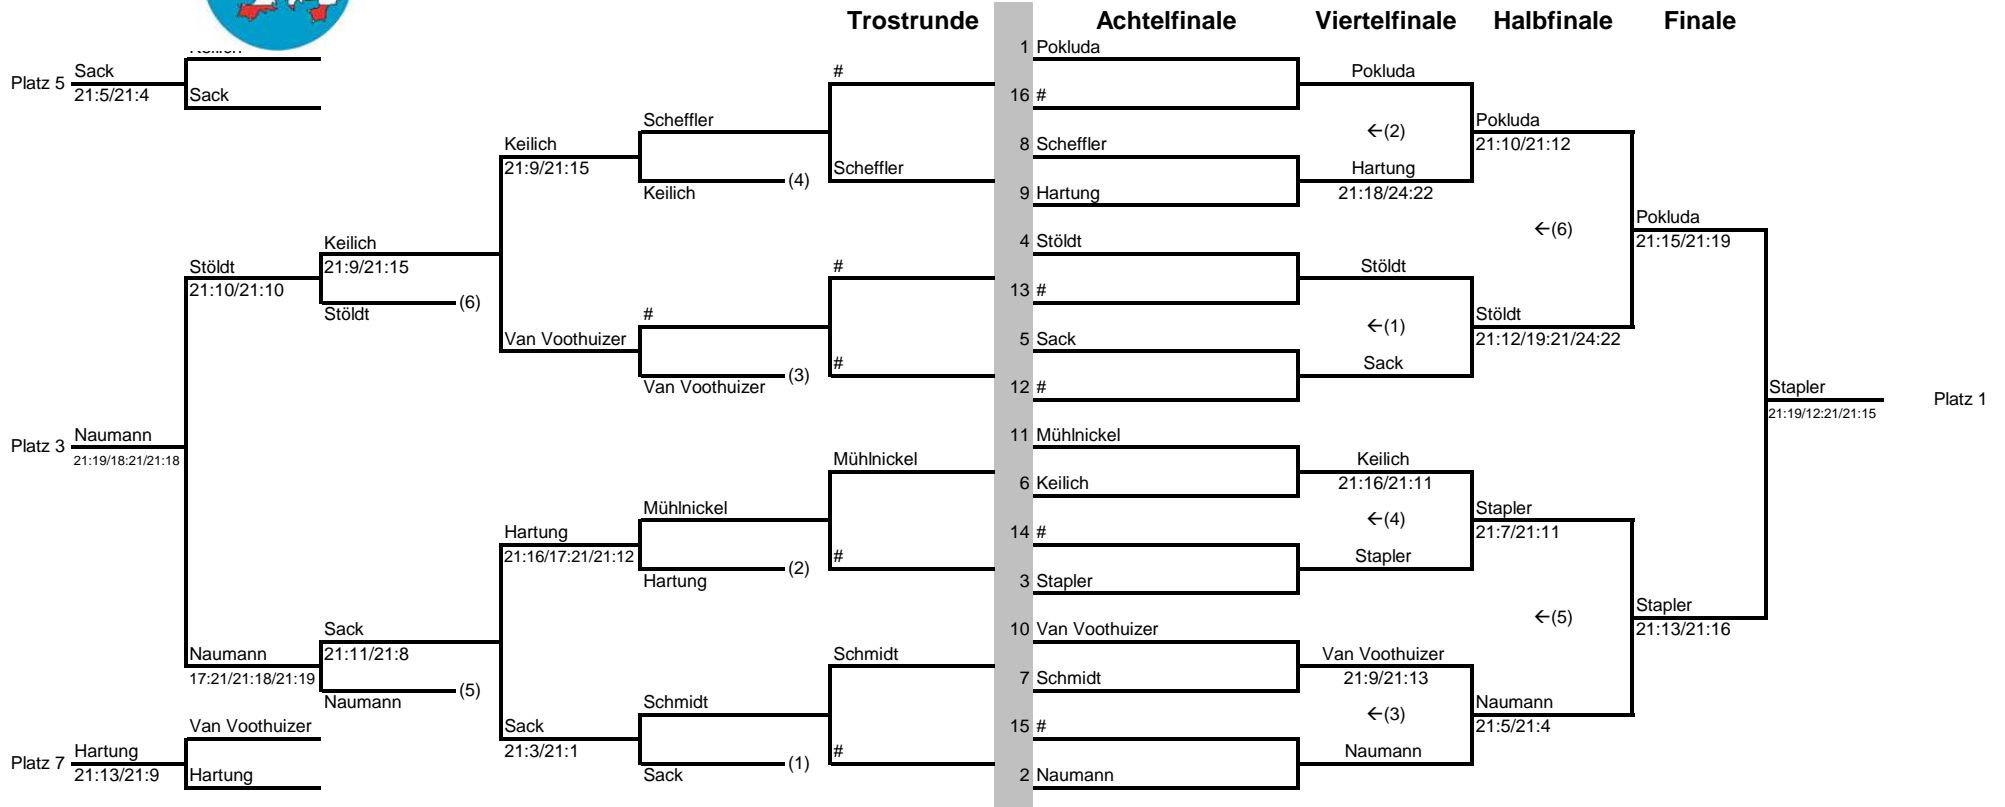 Trostrunde Achtelfinale Viertelfinale Halbfinale Finale
Platz 5
Sack
21:5/21:4
Keilich
Sack
Platz 3
Naumann
21:19/18:21/21:18
Platz 7
Hartung
21:13/21:9
Van Voothuizer
Hartung
Stöldt
21:10/21:10
Naumann
17:21/21:18/21:19
Keilich
21:9/21:15
Stöldt
(6)
Sack
21:11/21:8
Naumann
(5)
Keilich
21:9/21:15
Van Voothuizer
Hartung
21:16/17:21/21:12
Sack
21:3/21:1
Scheffler
Keilich
(4)
#
Van Voothuizer
(3)
Mühlnickel
Hartung
(2)
Schmidt
Sack
(1)
#
Scheffler
#
#
Mühlnickel
#
Schmidt
#
1 Pokluda
16 #
8 Scheffler
9 Hartung
4 Stöldt
13 #
5 Sack
12 #
11 Mühlnickel
6 Keilich
14 #
3 Stapler
10 Van Voothuizer
7 Schmidt
15 #
2 Naumann
Pokluda
←(2)
Hartung
21:18/24:22
Stöldt
←(1)
Sack
Keilich
21:16/21:11
←(4)
Stapler
Van Voothuizer
21:9/21:13
←(3)
Naumann
Pokluda
21:10/21:12
←(6)
Stöldt
21:12/19:21/24:22
Stapler
21:7/21:11
←(5)
Naumann
21:5/21:4
Pokluda
21:15/21:19
Stapler
21:13/21:16
Stapler
21:19/12:21/21:15
Platz 1